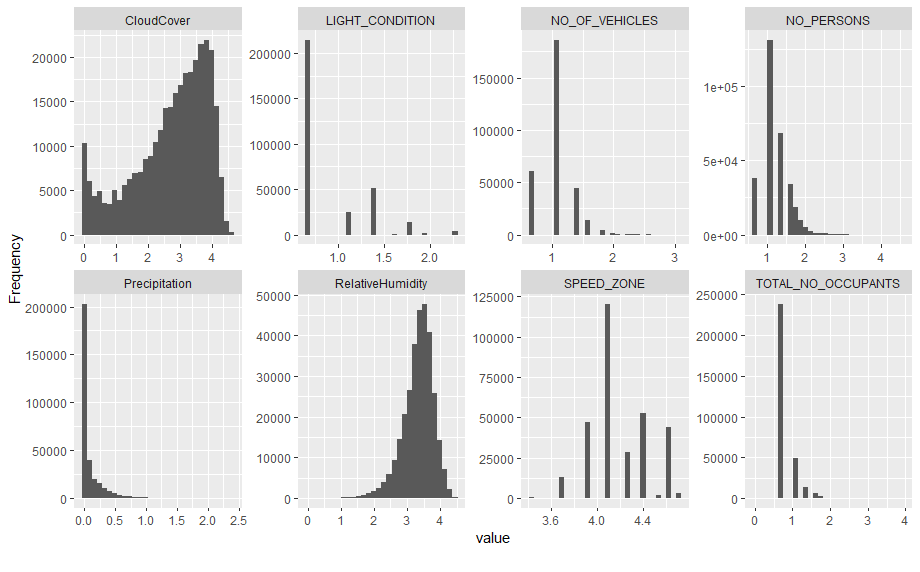 CloudCover LIGHT_CONDITION NO_OF_VEHICLES NO_PERSONS
20000 200000 150000 1e+05
15000 150000 100000 5e+04
10000 100000 50000 0e+00
5000 50000 0
0 0
0 1 2 3 4 1.0 1.5 2.0 1 2 3 1 2 3 4
Frequency
Precipitation RelativeHumidity SPEED_ZONE TOTAL_NO_OCCUPANTS
200000 50000 125000 250000
150000 40000 100000 200000
100000 30000 75000 150000
50000 20000 50000 100000
0 10000 25000 50000
0 0 0
0.0 0.5 1.0 1.5 2.0 2.5 0 1 2 3 4 3.6 4.0 4.4 0 1 2 3 4
value